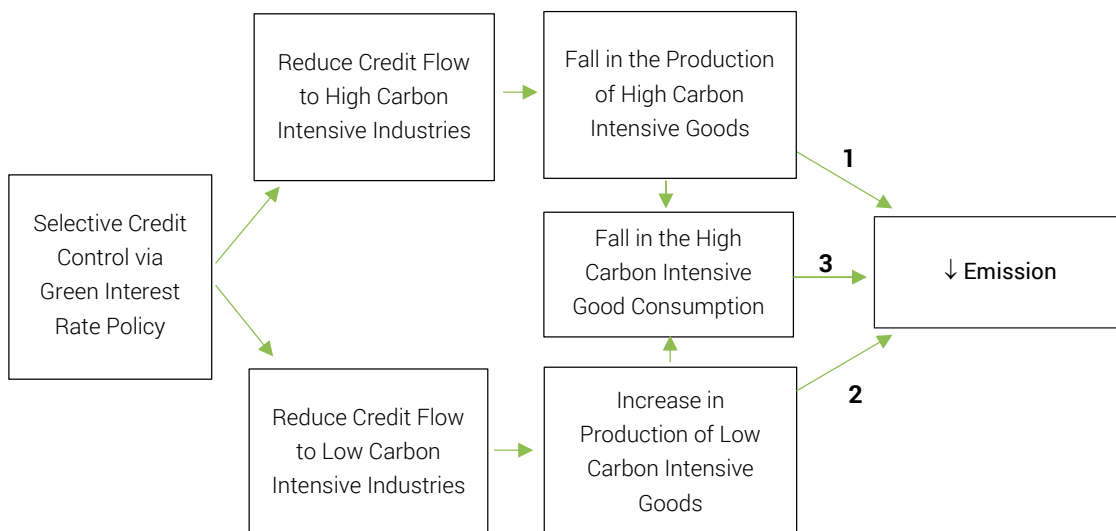 Selective Credit
Control via
Green Interest
Rate Policy
Reduce Credit Flow
to High Carbon
Intensive Industries
Fall in the Production
of High Carbon
Intensive Goods
1
Fall in the High
Carbon Intensive
Good Consumption
3
↓ Emission
Reduce Credit Flow
to Low Carbon
Intensive Industries
Increase in
Production of Low
Carbon Intensive
Goods
2